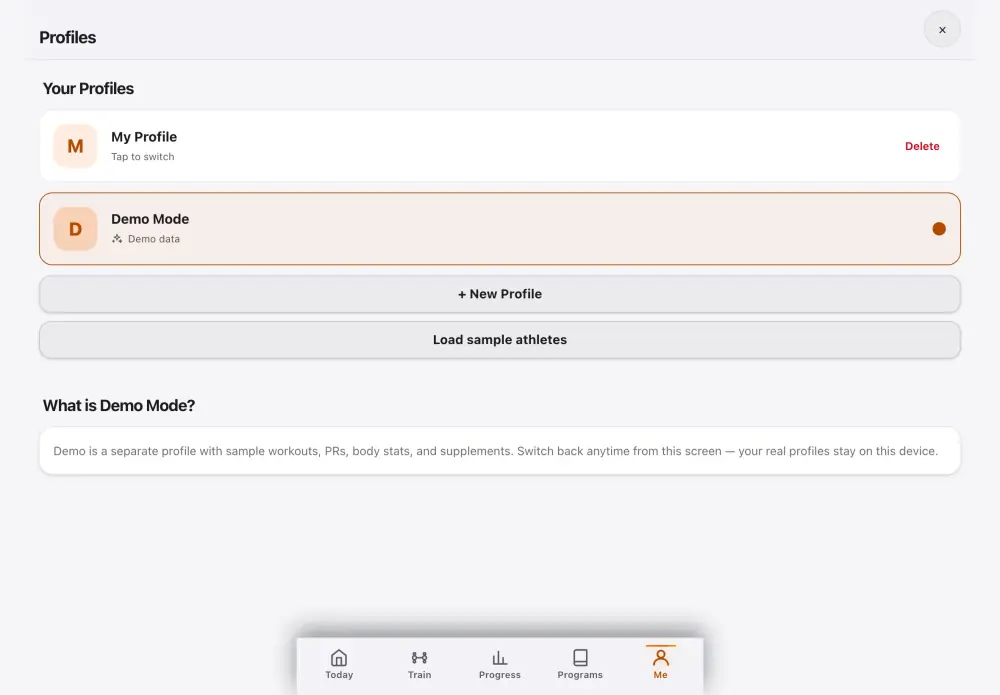 Profiles
×
Your Profiles
M
My Profile
Tap to switch
Delete
D
Demo Mode
Demo data
+ New Profile
Load sample athletes
What is Demo Mode?
Demo is a separate profile with sample workouts, PRs, body stats, and supplements. Switch back anytime from this screen — your real profiles stay on this device.
Today
Train
Progress
Programs
Me